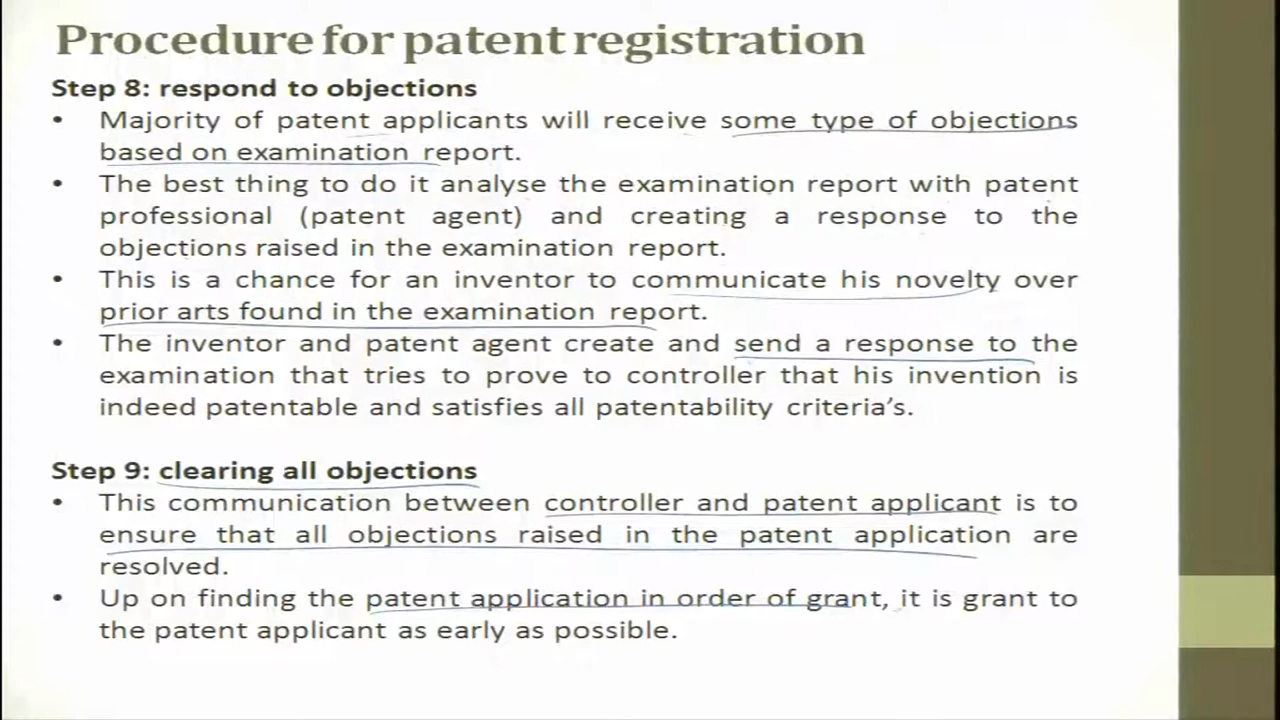 Procedure for patent registration
Step 8: respond to objections
• Majority of patent applicants will receive some type of objections
based on examination report.
• The best thing to do it analyse the examination report with patent
professional (patent agent) and creating a response to the
objections raised in the examination report.
• This is a chance for an inventor to communicate his novelty over
prior arts found in the examination report.
• The inventor and patent agent create and send a response to the
examination that tries to prove to controller that his invention is
indeed patentable and satisfies all patentability criteria’s.
Step 9: clearing all objections
• This communication between controller and patent applicant is to
ensure that all objections raised in the patent application are
resolved.
• Up on finding the patent application in order of grant, it is grant to
the patent applicant as early as possible.